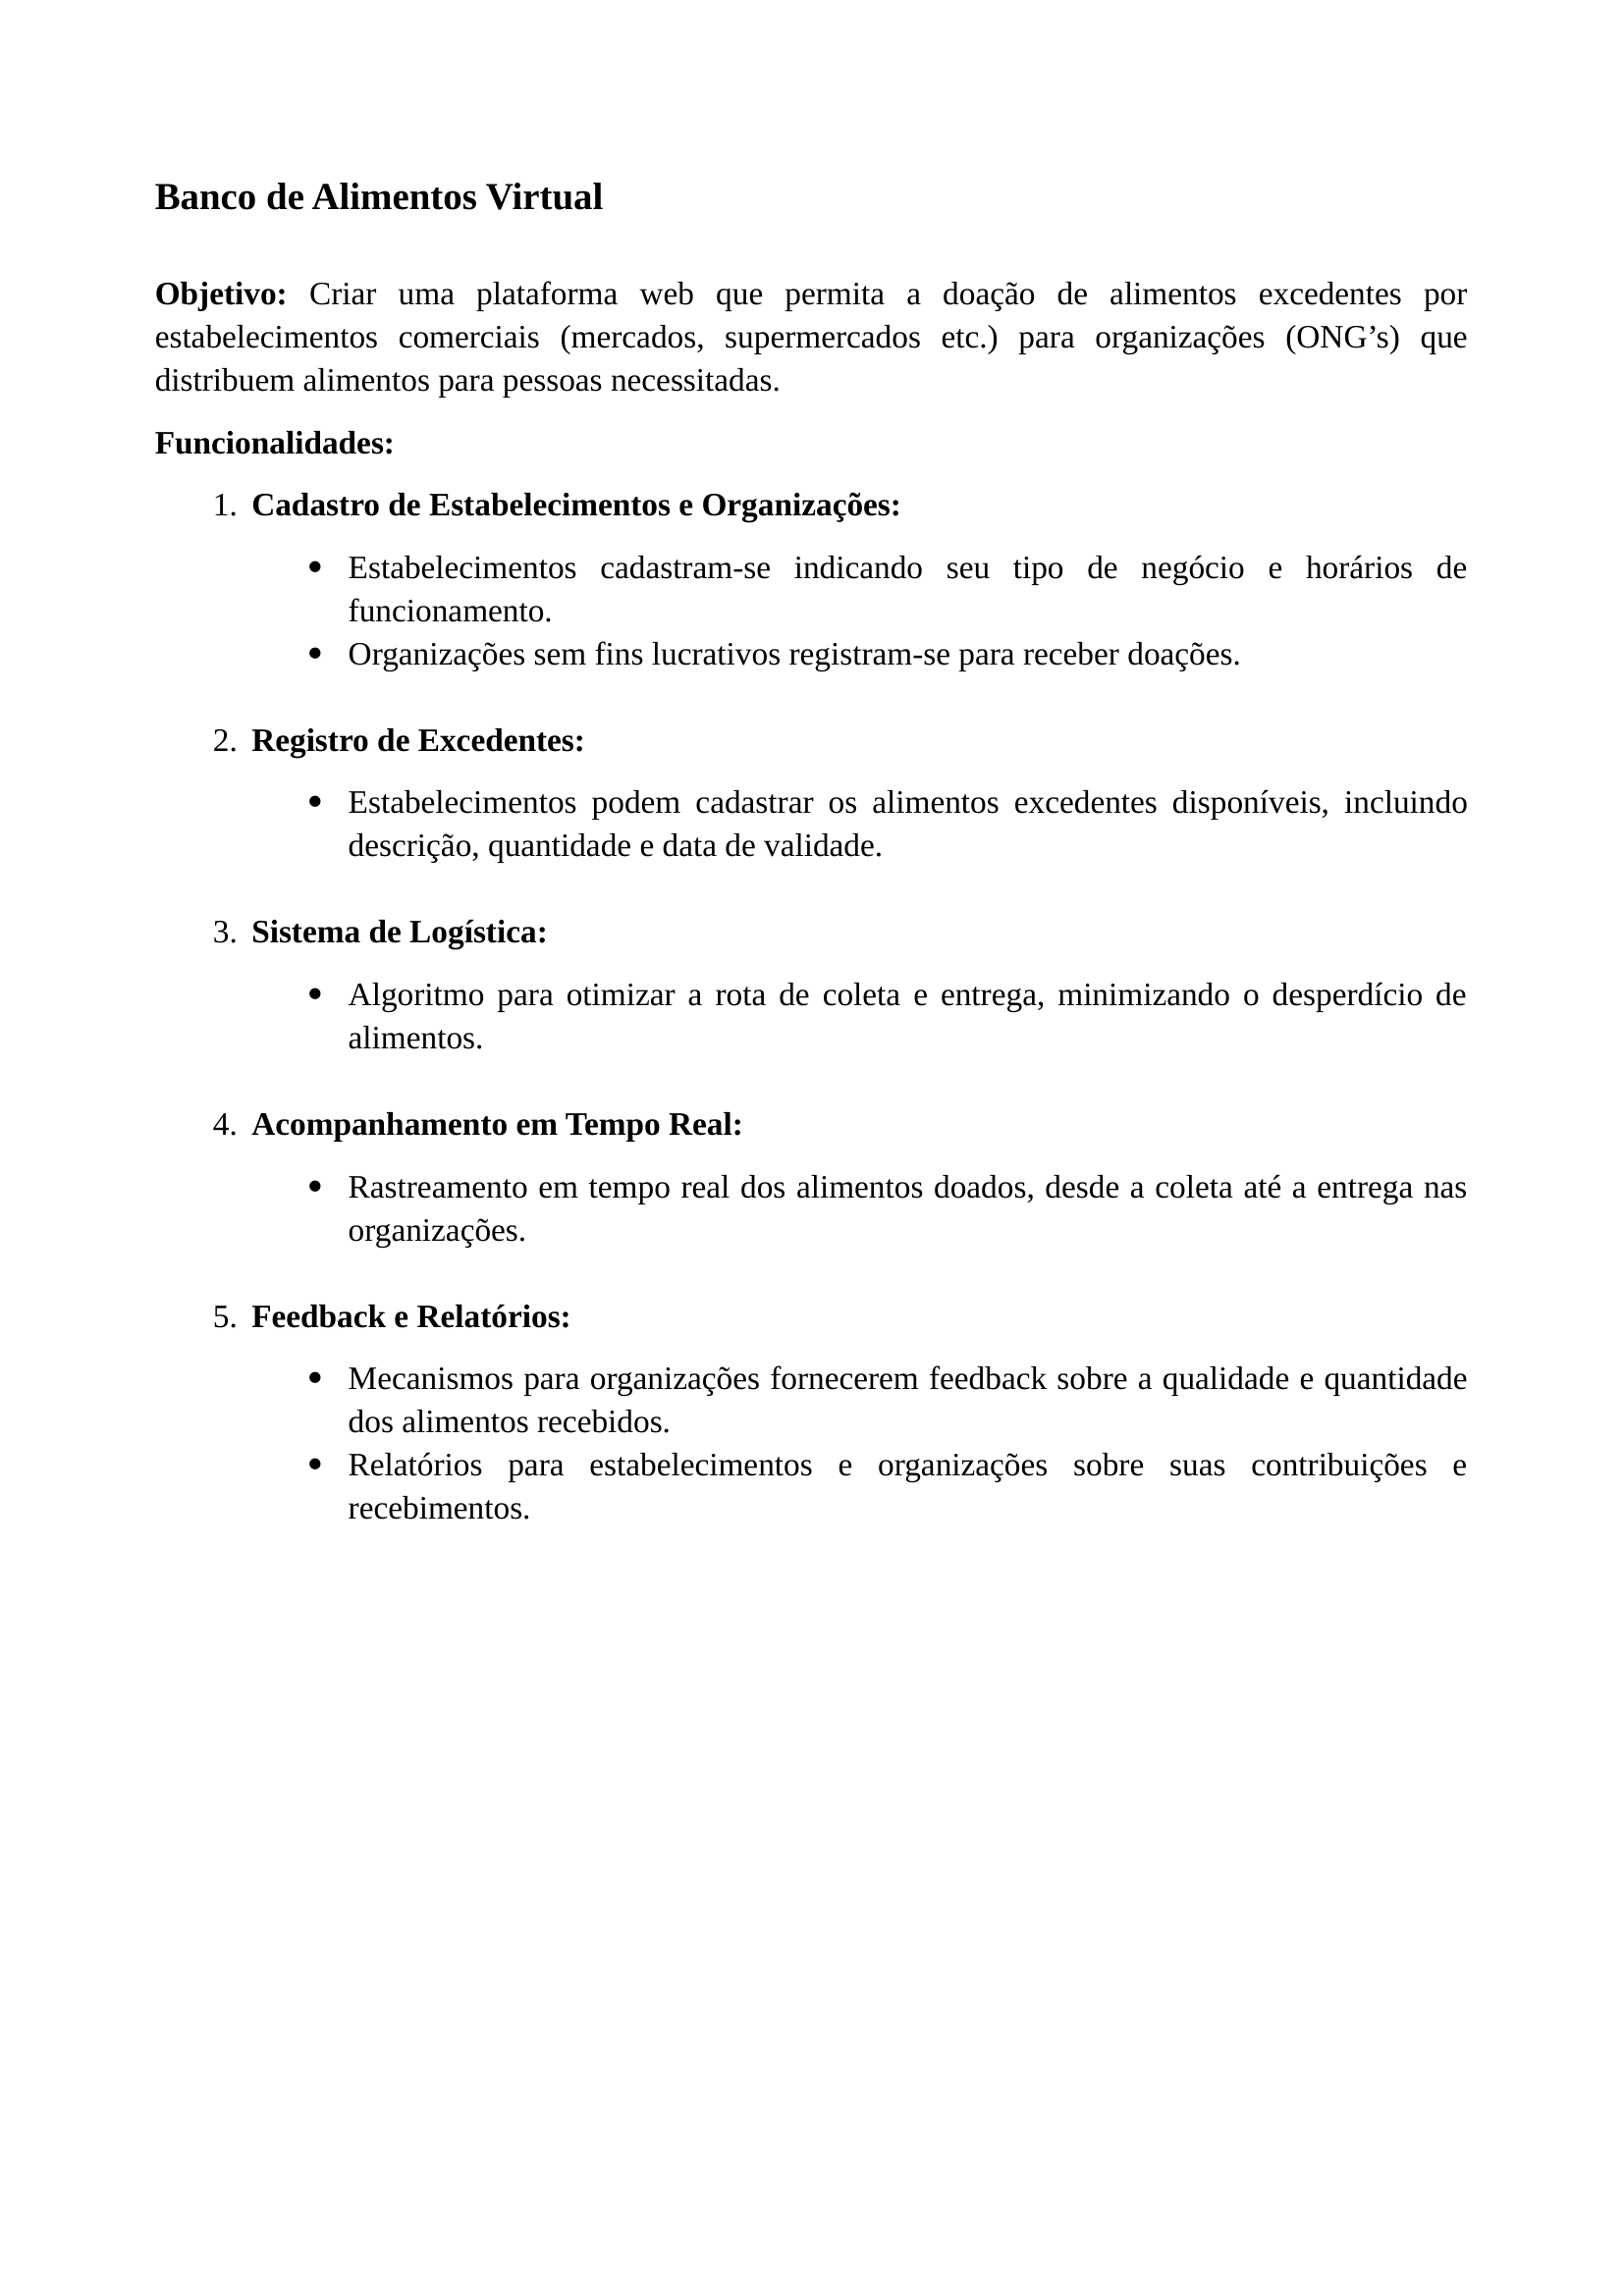 Banco de Alimentos Virtual
Objetivo: Criar uma plataforma web que permita a doação de alimentos excedentes por
estabelecimentos comerciais (mercados, supermercados etc.) para organizações (ONG’s) que
distribuem alimentos para pessoas necessitadas.
Funcionalidades:
1. Cadastro de Estabelecimentos e Organizações:
• Estabelecimentos cadastram-se indicando seu tipo de negócio e horários de
funcionamento.
• Organizações sem fins lucrativos registram-se para receber doações.
2. Registro de Excedentes:
• Estabelecimentos podem cadastrar os alimentos excedentes disponíveis, incluindo
descrição, quantidade e data de validade.
3. Sistema de Logística:
• Algoritmo para otimizar a rota de coleta e entrega, minimizando o desperdício de
alimentos.
4. Acompanhamento em Tempo Real:
• Rastreamento em tempo real dos alimentos doados, desde a coleta até a entrega nas
organizações.
5. Feedback e Relatórios:
• Mecanismos para organizações fornecerem feedback sobre a qualidade e quantidade
dos alimentos recebidos.
• Relatórios para estabelecimentos e organizações sobre suas contribuições e
recebimentos.